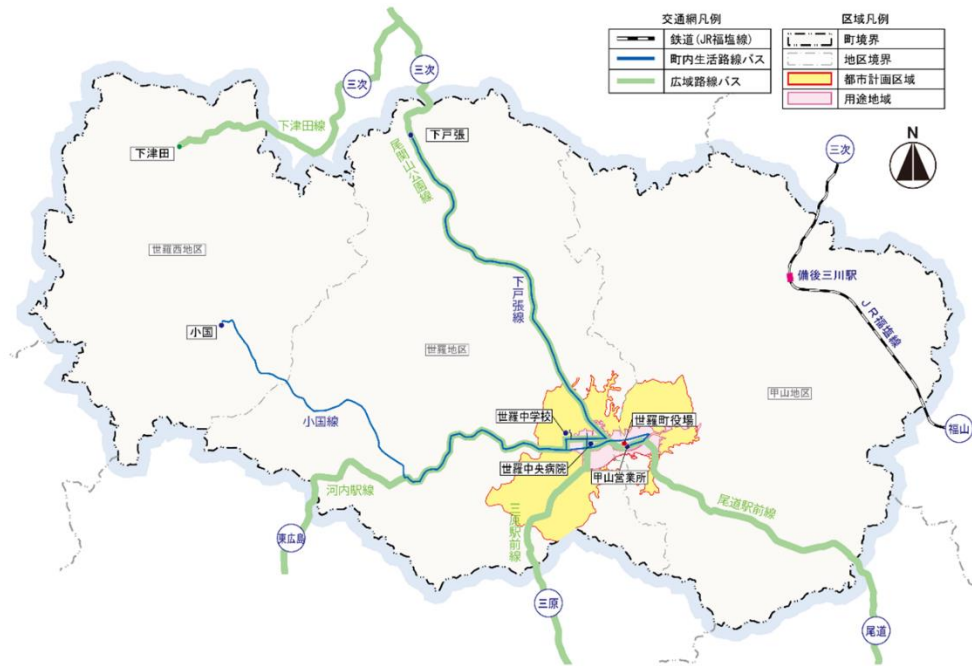 交通網凡例
鉄道(JR福塩線)
町内生活路線バス
広域路線バス
区域凡例
町境界
地区境界
都市計画区域
用途地域
N
三次
三次
下津田線
下津田
下戸張
尾関山公園線
三次
備後三川駅
JR福塩線
世羅西地区
下戸張線
小国
世羅地区
甲山地区
小国線
世羅中学校
世羅町役場
福山
世羅中央病院
甲山営業所
河内駅線
三原駅前線
尾道駅前線
東広島
三原
尾道